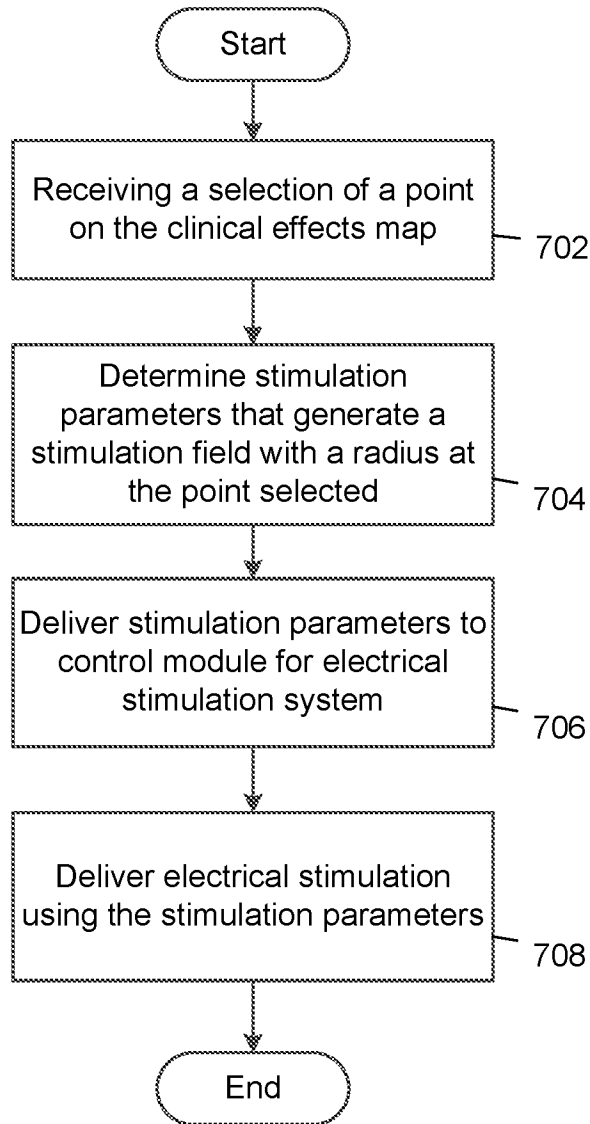 Start
Receiving a selection of a point
on the clinical effects map
702
Determine stimulation
parameters that generate a
stimulation field with a radius at
the point selected
704
Deliver stimulation parameters to
control module for electrical
stimulation system
706
Deliver electrical stimulation
using the stimulation parameters
708
End